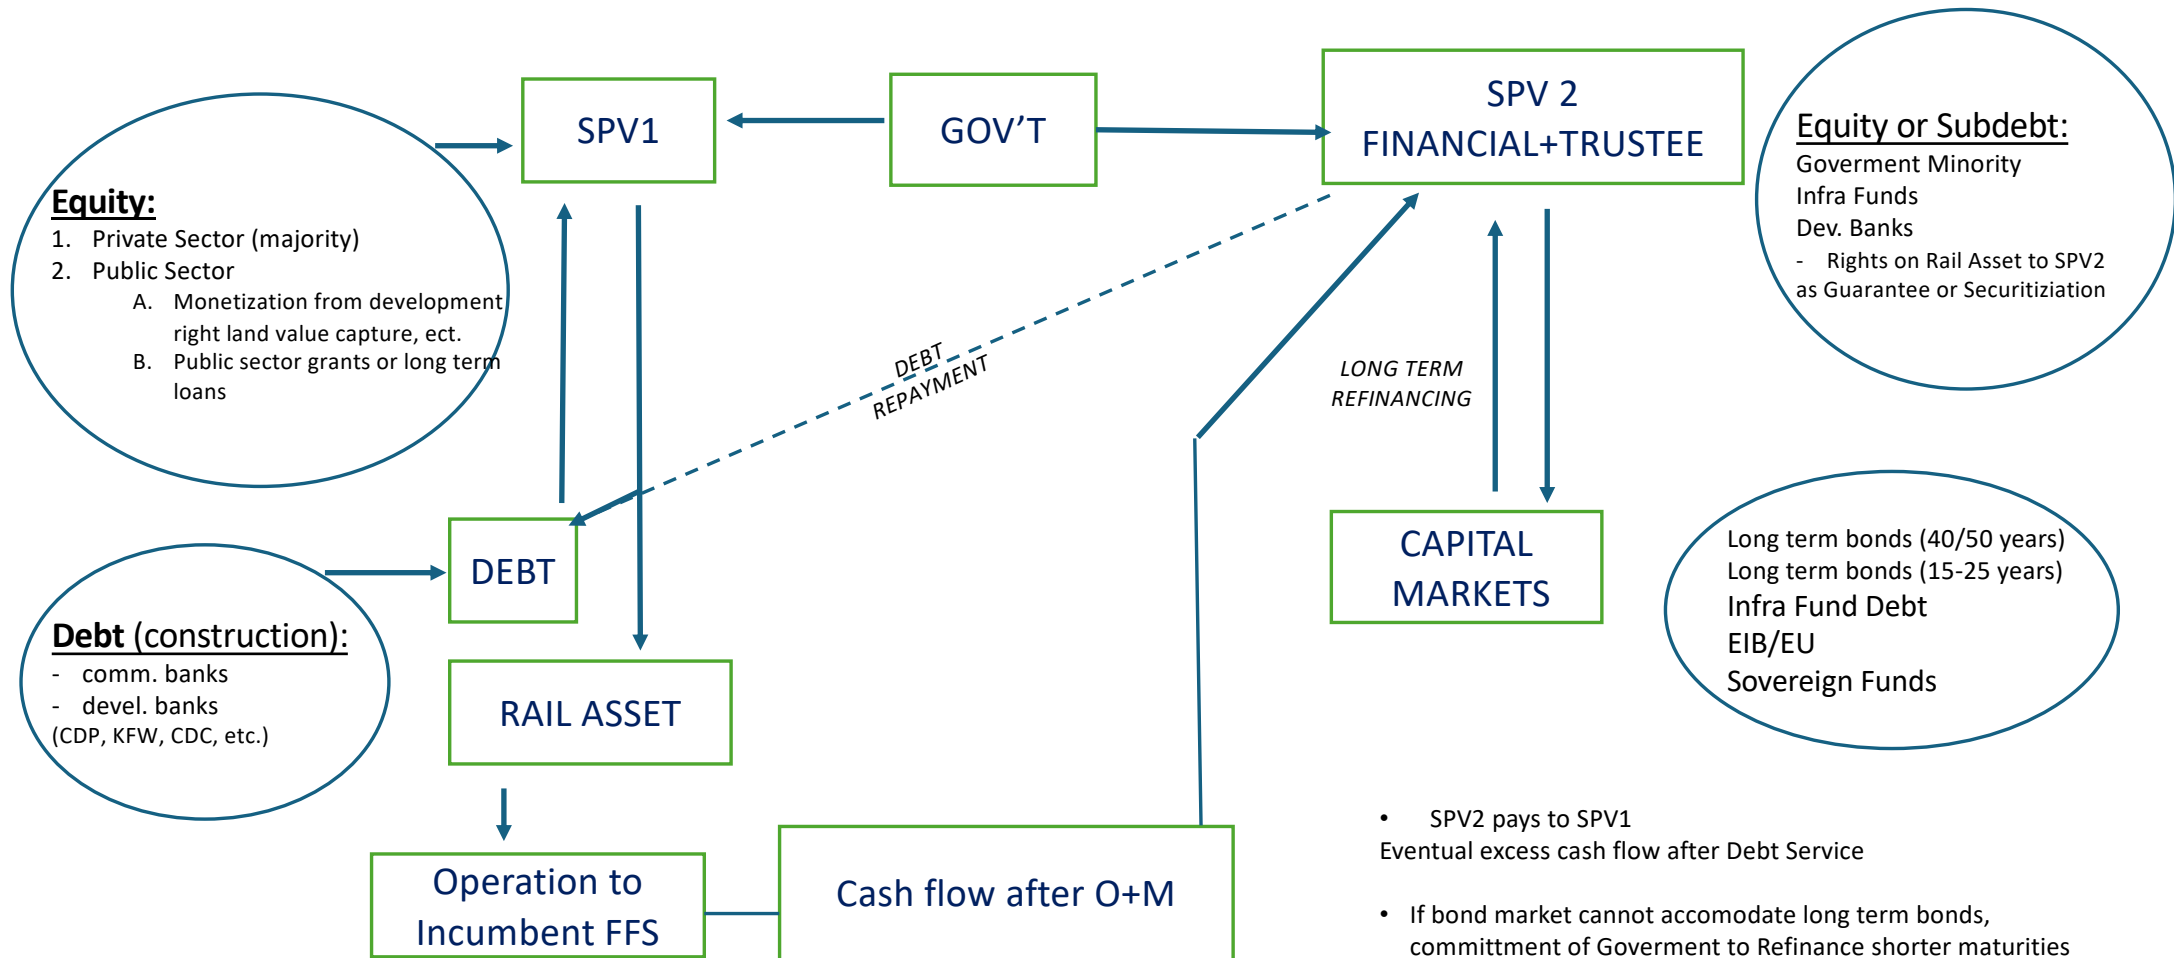 SPV1
GOV’T
SPV 2
FINANCIAL+TRUSTEE
Equity or Subdebt:
Goverment Minority
Infra Funds
Dev. Banks
- Rights on Rail Asset to SPV2
as Guarantee or Securitiziation
Equity:
1. Private Sector (majority)
2. Public Sector
A. Monetization from development
right land value capture, ect.
B. Public sector grants or long term
loans
DEBT
REPAYMENT
LONG TERM
REFINANCING
DEBT
CAPITAL
MARKETS
Long term bonds (40/50 years)
Long term bonds (15-25 years)
Infra Fund Debt
EIB/EU
Sovereign Funds
Debt (construction):
- comm. banks
- devel. banks
(CDP, KFW, CDC, etc.)
RAIL ASSET
Operation to
Incumbent FFS
Cash flow after O+M
• SPV2 pays to SPV1
Eventual excess cash flow after Debt Service
• If bond market cannot accomodate long term bonds,
committment of Goverment to Refinance shorter maturities